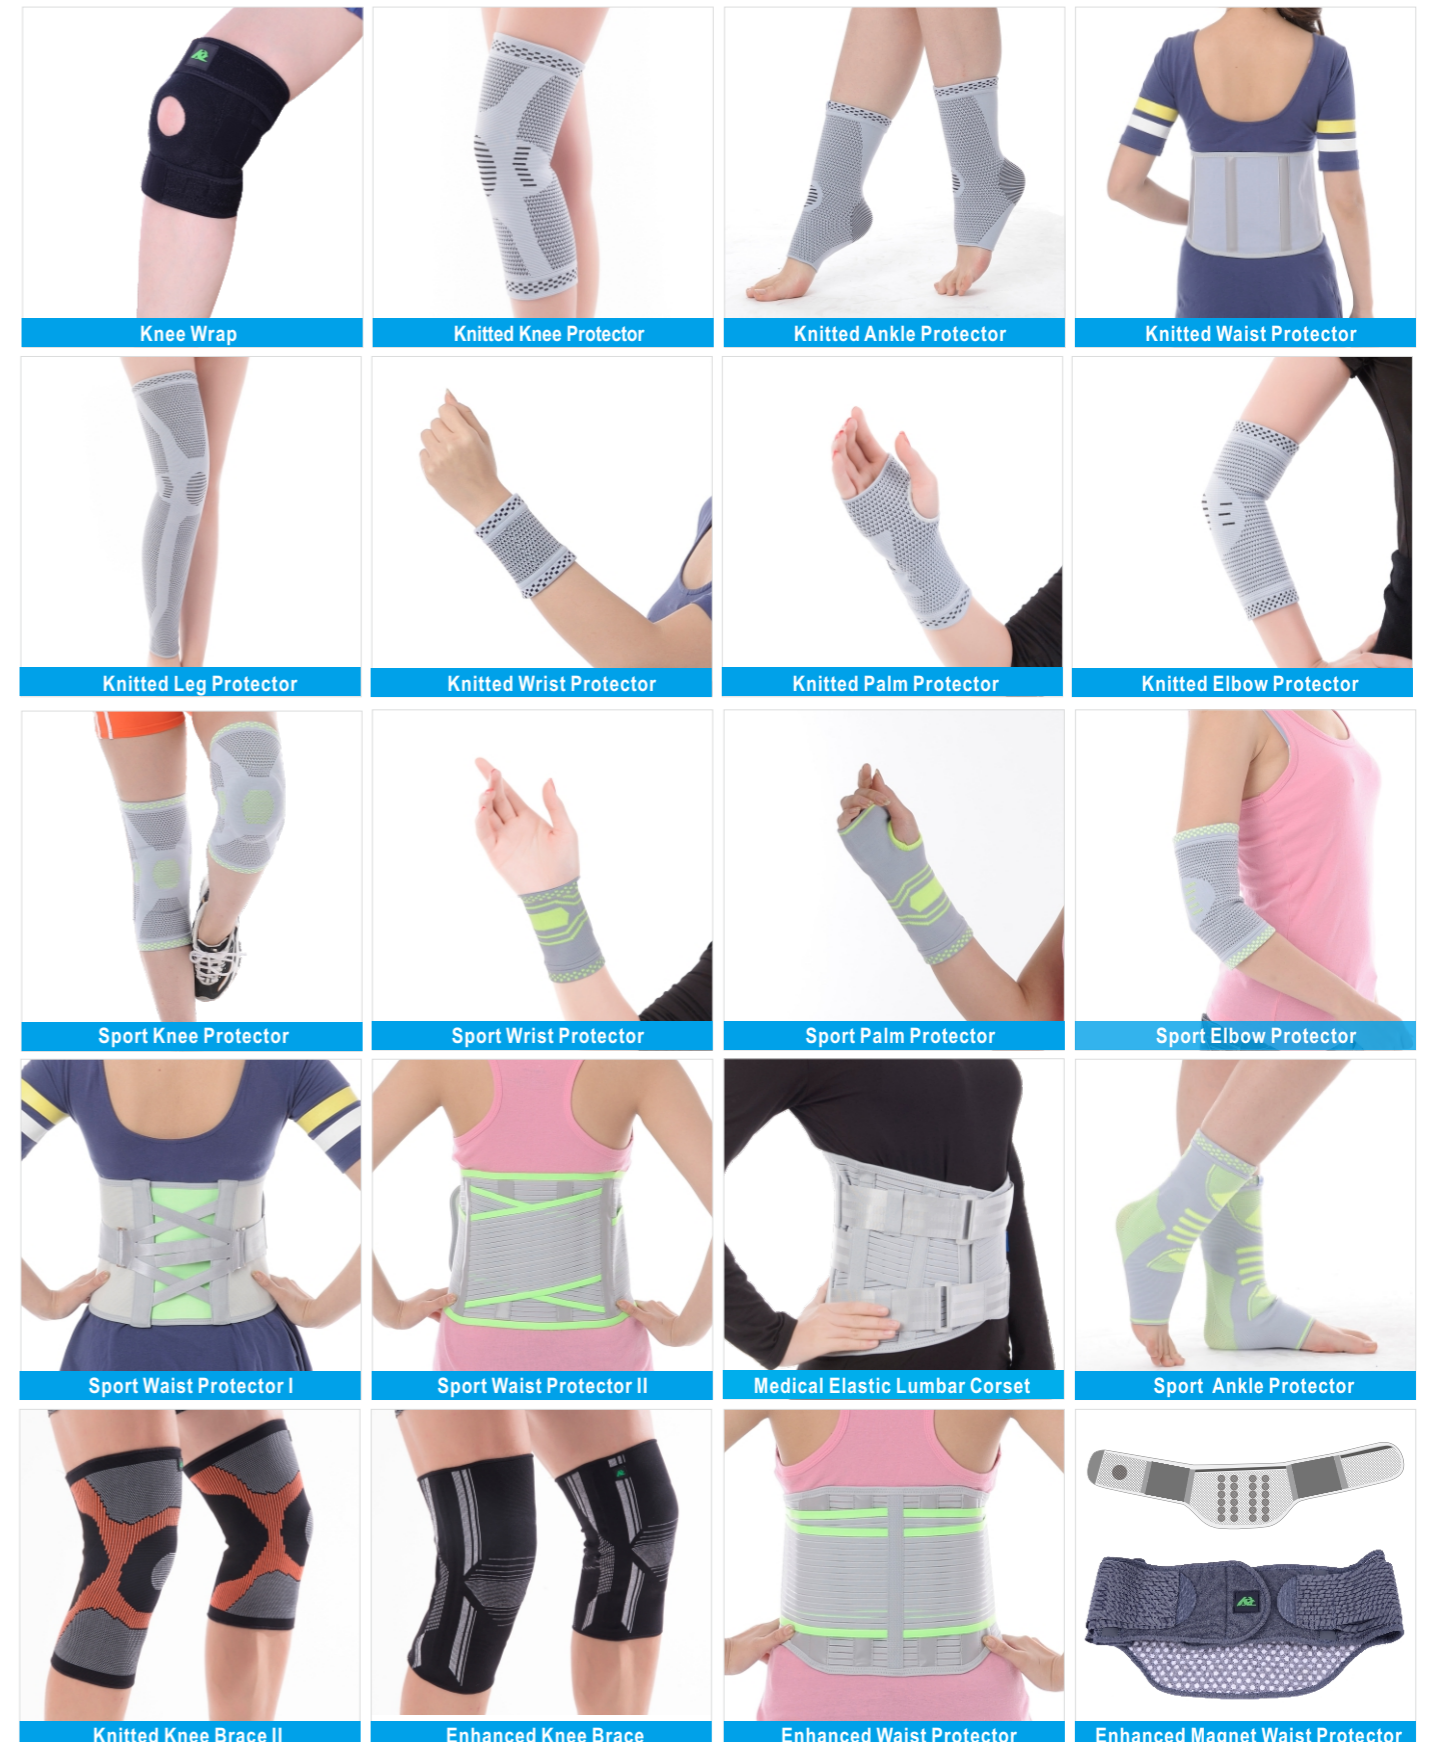 Knee Wrap
Knitted Knee Protector
Knitted Ankle Protector
Knitted Waist Protector
Knitted Leg Protector
Knitted Wrist Protector
Knitted Palm Protector
Knitted Elbow Protector
Sport Knee Protector
Sport Wrist Protector
Sport Palm Protector
Sport Elbow Protector
Sport Waist Protector I
Sport Waist Protector II
Medical Elastic Lumbar Corset
Sport Ankle Protector
Knitted Knee Brace II
Enhanced Knee Brace
Enhanced Waist Protector
Enhanced Magnet Waist Protector